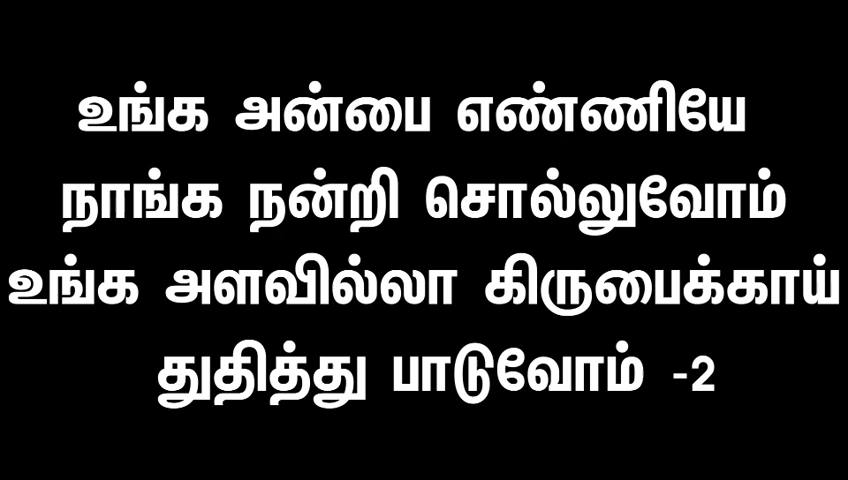 உங்க அன்பை எண்ணியே
நாங்க நன்றி சொல்லுவோம்
உங்க அளவில்லா கிருபைக்காய்
துதித்து பாடுவோம் -2